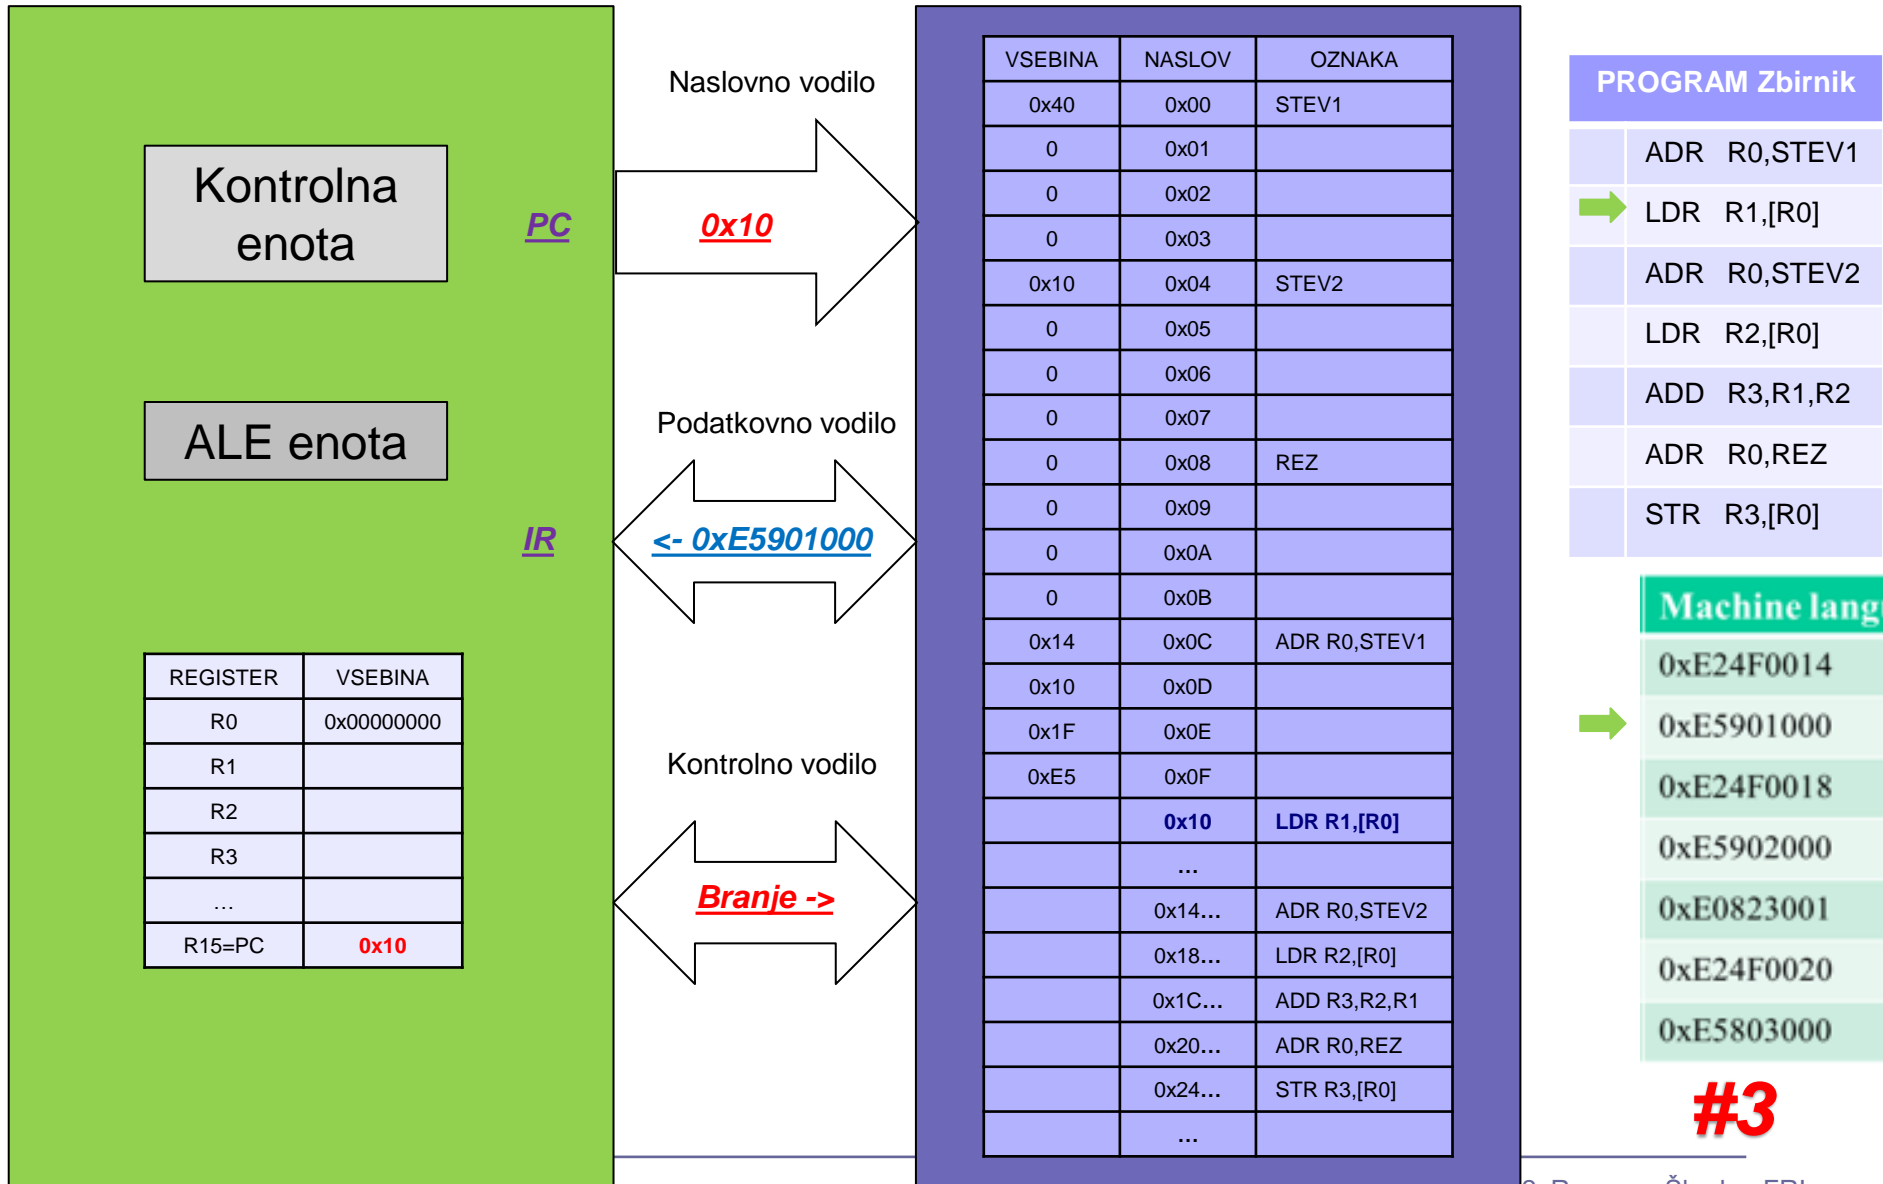 Kontrolna
enota
PC
ALE enota
IR
REGISTER VSEBINA
R0 0x00000000
R1
R2
R3
...
R15=PC 0x10
Naslovno vodilo
0x10
Podatkovno vodilo
<- 0xE5901000
Kontrolno vodilo
Branje ->
VSEBINA NASLOV OZNAKA
0x40 0x00 STEV1
0 0x01
0 0x02
0 0x03
0x10 0x04 STEV2
0 0x05
0 0x06
0 0x07
0 0x08 REZ
0 0x09
0 0x0A
0 0x0B
0x14 0x0C ADR R0,STEV1
0x10 0x0D
0x1F 0x0E
0xE5 0x0F
0x10 LDR R1,[R0]
...
0x14... ADR R0,STEV2
0x18... LDR R2,[R0]
0x1C... ADD R3,R2,R1
0x20... ADR R0,REZ
0x24... STR R3,[R0]
...
PROGRAM Zbirnik
ADR R0,STEV1
LDR R1,[R0]
ADR R0,STEV2
LDR R2,[R0]
ADD R3,R1,R2
ADR R0,REZ
STR R3,[R0]
Machine lang
0xE24F0014
0xE5901000
0xE24F0018
0xE5902000
0xE0823001
0xE24F0020
0xE5803000
#3